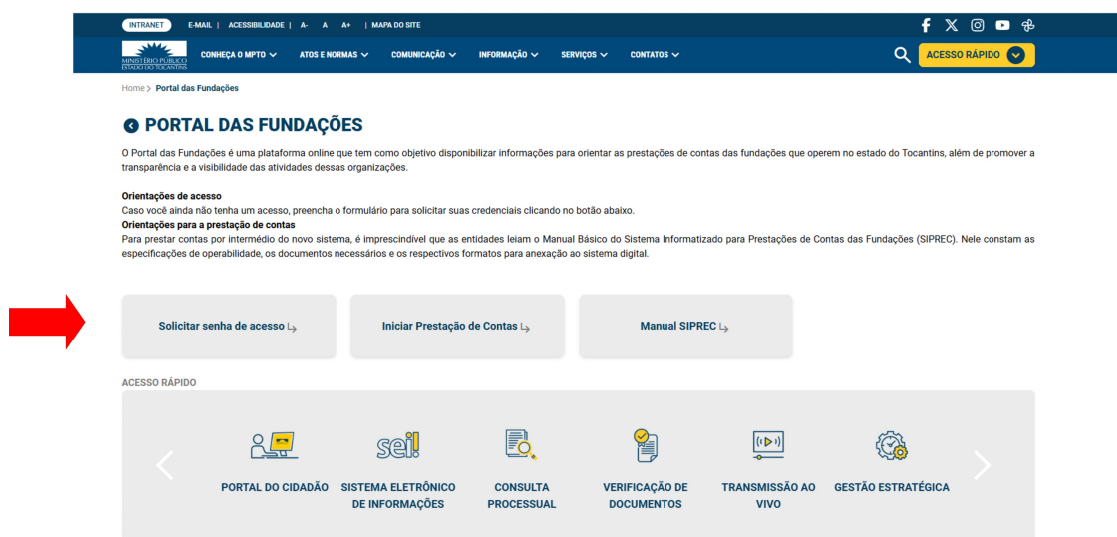 INTRANET E-MAIL | ACESSIBILIDADE | A- A A+ | MAPA DO SITE
MINISTÉRIO PÚBLICO
ESTADO DO TOCANTINS
CONHEÇA O MPTO ATOS E NORMAS COMUNICAÇÃO INFORMAÇÃO SERVIÇOS CONTATOS ACESSO RÁPIDO
Home > Portal das Fundações
PORTAL DAS FUNDAÇÕES
O Portal das Fundações é uma plataforma online que tem como objetivo disponibilizar informações para orientar as prestações de contas das fundações que operem no estado do Tocantins, além de promover a
transparência e a visibilidade das atividades dessas organizações.
Orientações de acesso
Caso você ainda não tenha um acesso, preencha o formulário para solicitar suas credenciais clicando no botão abaixo.
Orientações para a prestação de contas
Para prestar contas por intermédio do novo sistema, é imprescindível que as entidades leiam o Manual Básico do Sistema Informatizado para Prestações de Contas das Fundações (SIPREC). Nele constam as
especificações de operabilidade, os documentos necessários e os respectivos formatos para anexação ao sistema digital.
Solicitar senha de acesso Iniciar Prestação de Contas Manual SIPREC
ACESSO RÁPIDO
sei!
PORTAL DO CIDADÃO SISTEMA ELETRÔNICO CONSULTA VERIFICAÇÃO DE TRANSMISSÃO AO GESTÃO ESTRATÉGICA
DE INFORMAÇÕES PROCESSUAL DOCUMENTOS VIVO